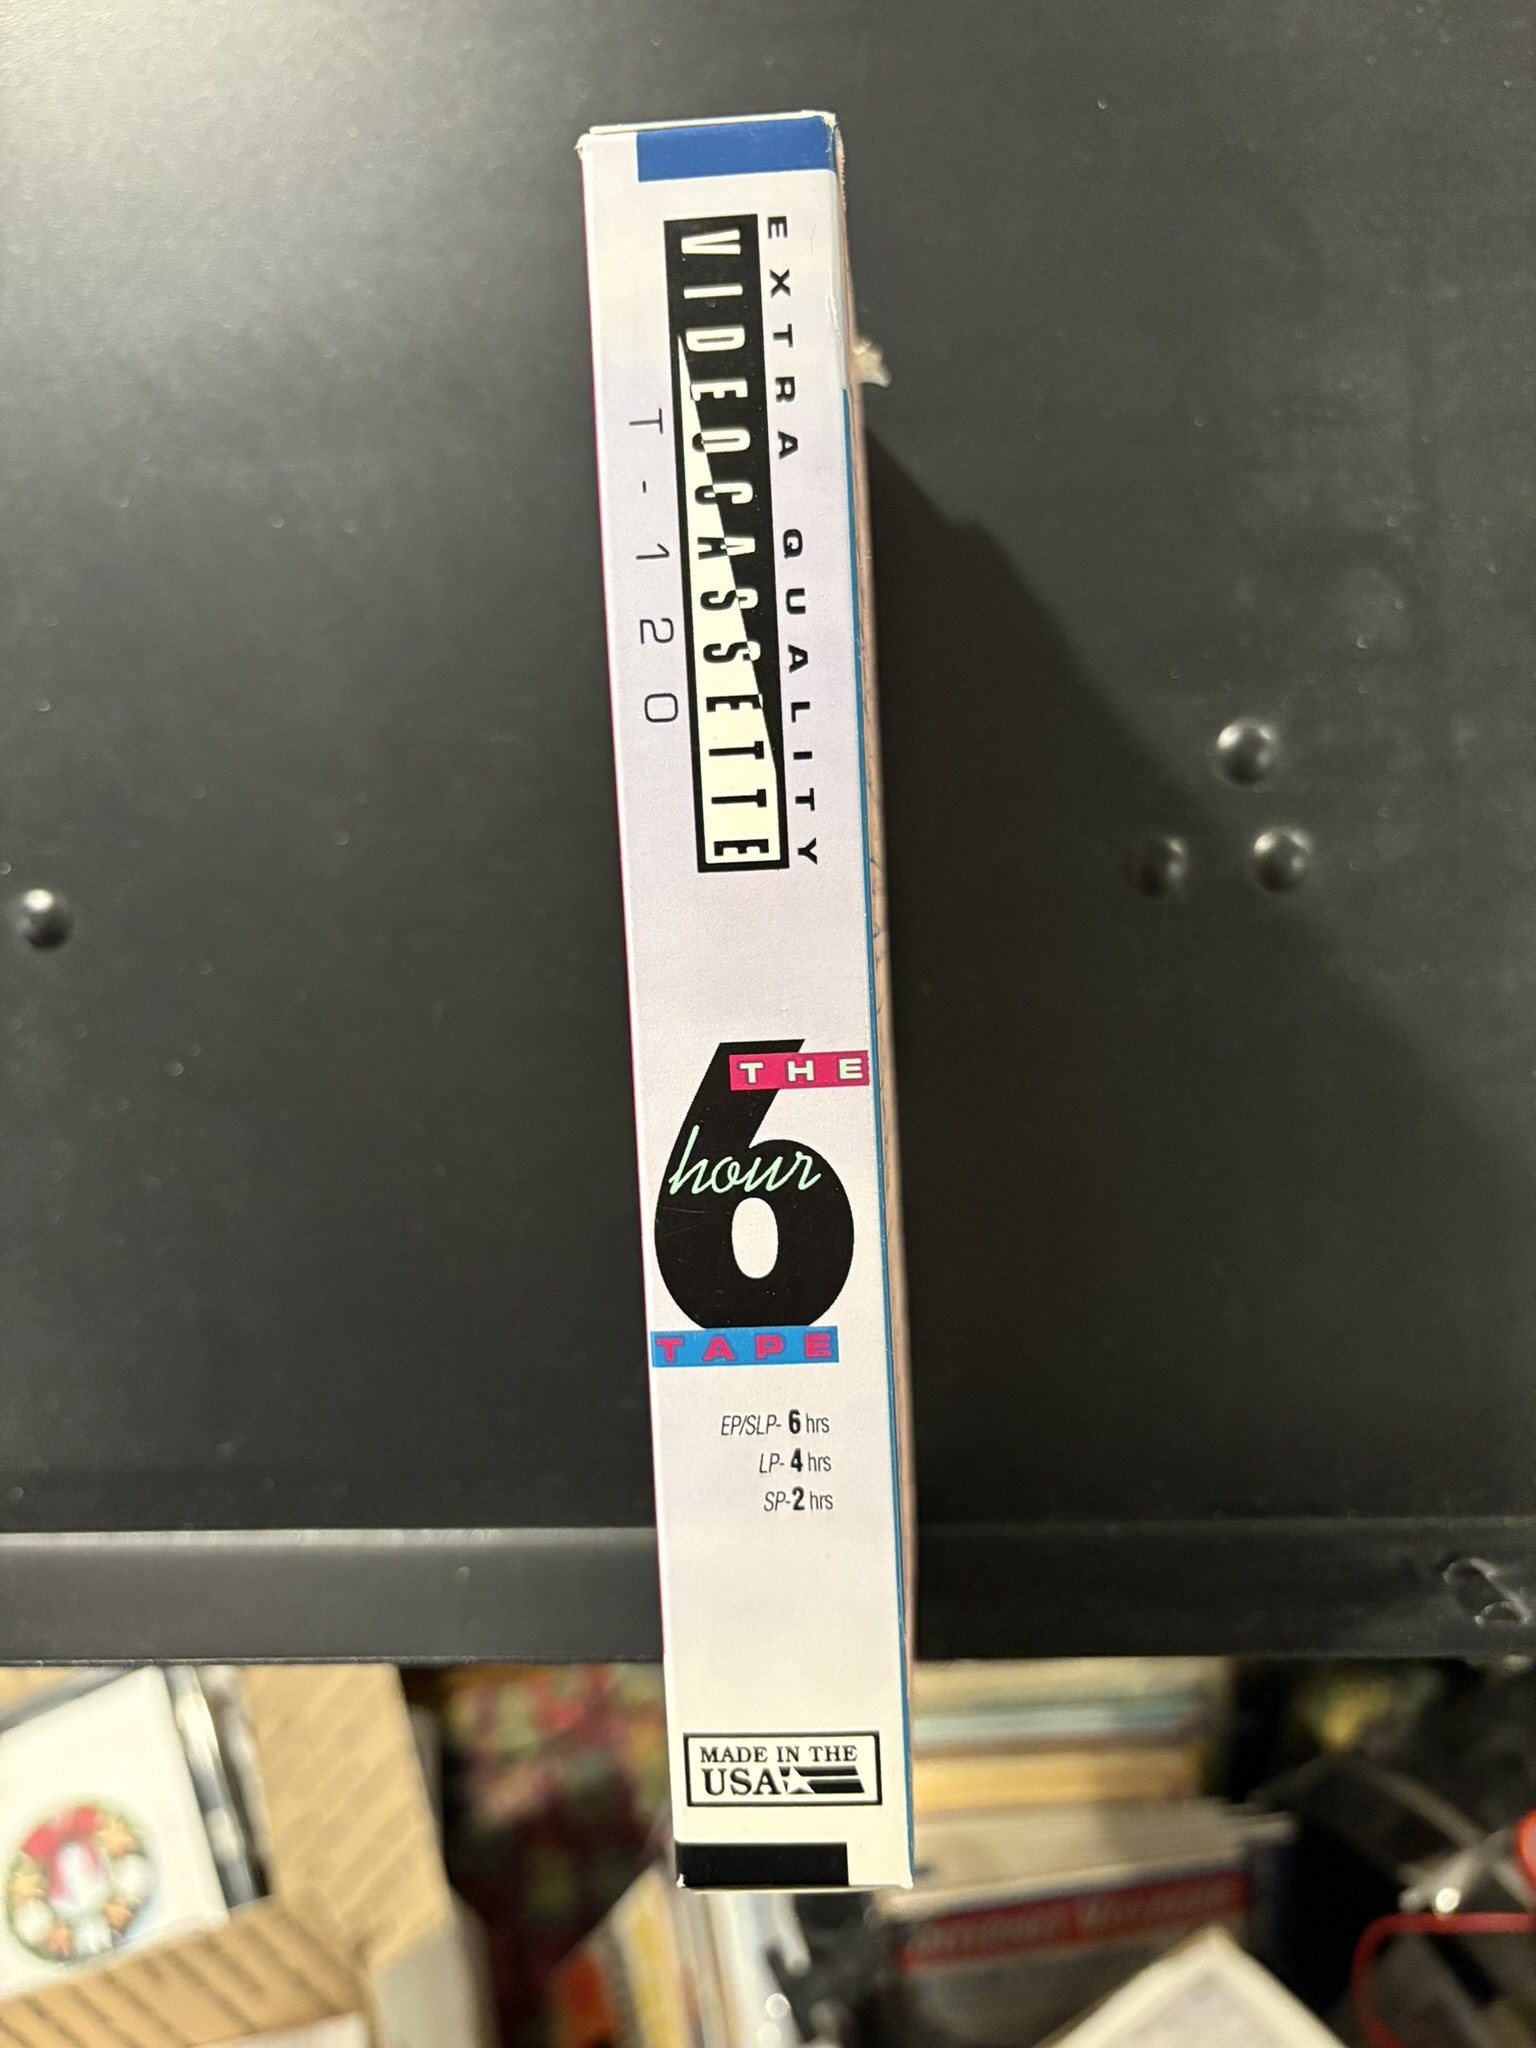 EXTRA QUALITY
VIDEOCASSETTE
T-120
THE
6
hour
TAPE
EP/SLP- 6 hrs
LP- 4 hrs
SP- 2 hrs
MADE IN THE
USA